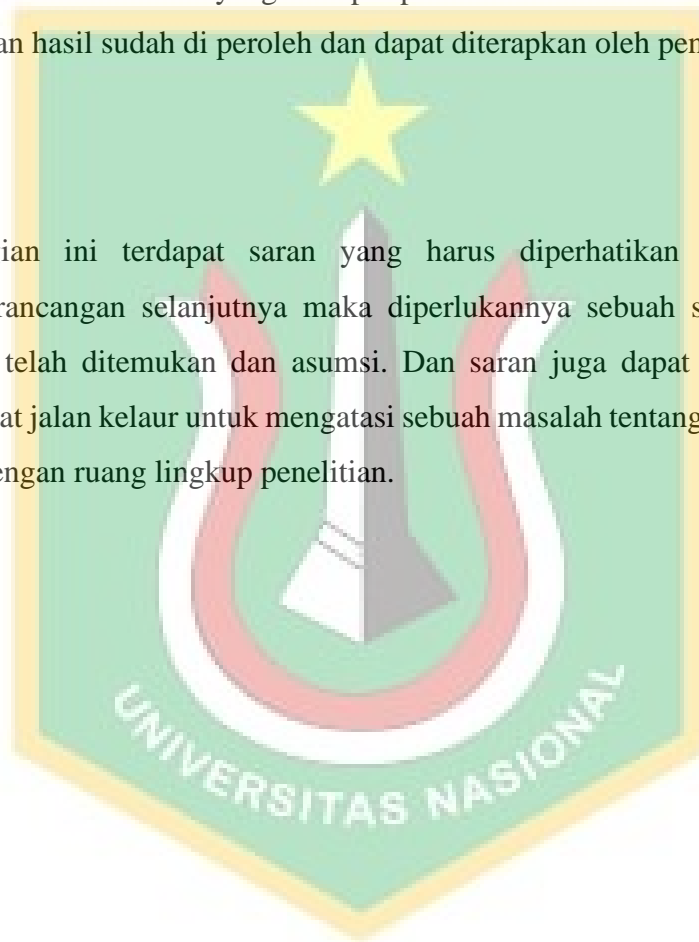 an hasil sudah di peroleh dan dapat diterapkan oleh pen
ian ini terdapat saran yang harus diperhatikan
rancangan selanjutnya maka diperlukannya sebuah s
telah ditemukan dan asumsi. Dan saran juga dapat
at jalan kelaur untuk mengatasi sebuah masalah tentang
engan ruang lingkup penelitian.
UNIVERSITAS NASIONAL